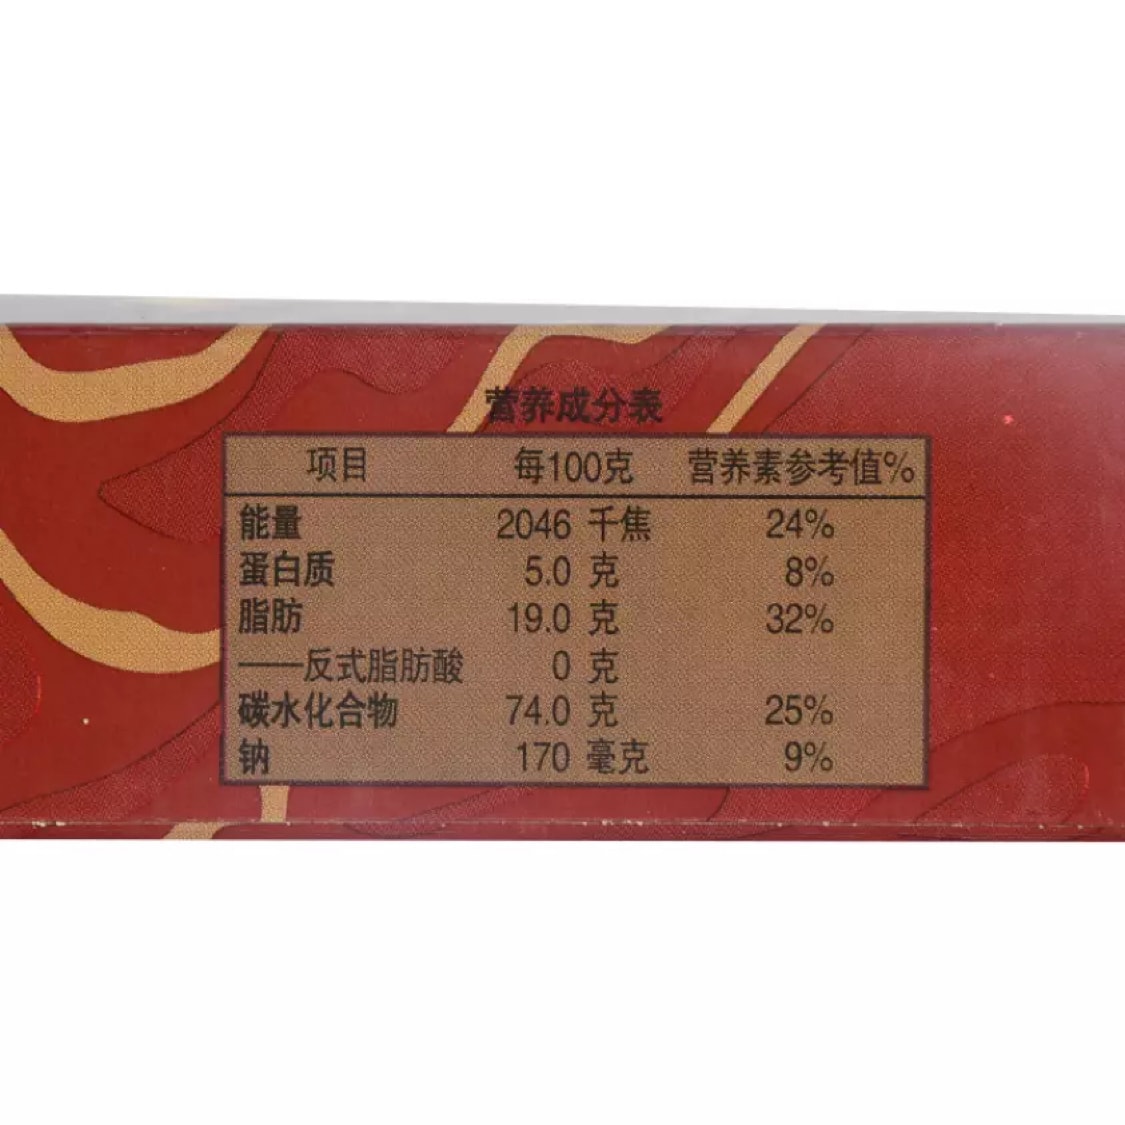 营养成分表
项目 每100克 营养素参考值%
能量 2046 千焦 24%
蛋白质 5.0 克 8%
脂肪 19.0 克 32%
——反式脂肪酸 0 克
碳水化合物 74.0 克 25%
钠 170 毫克 9%